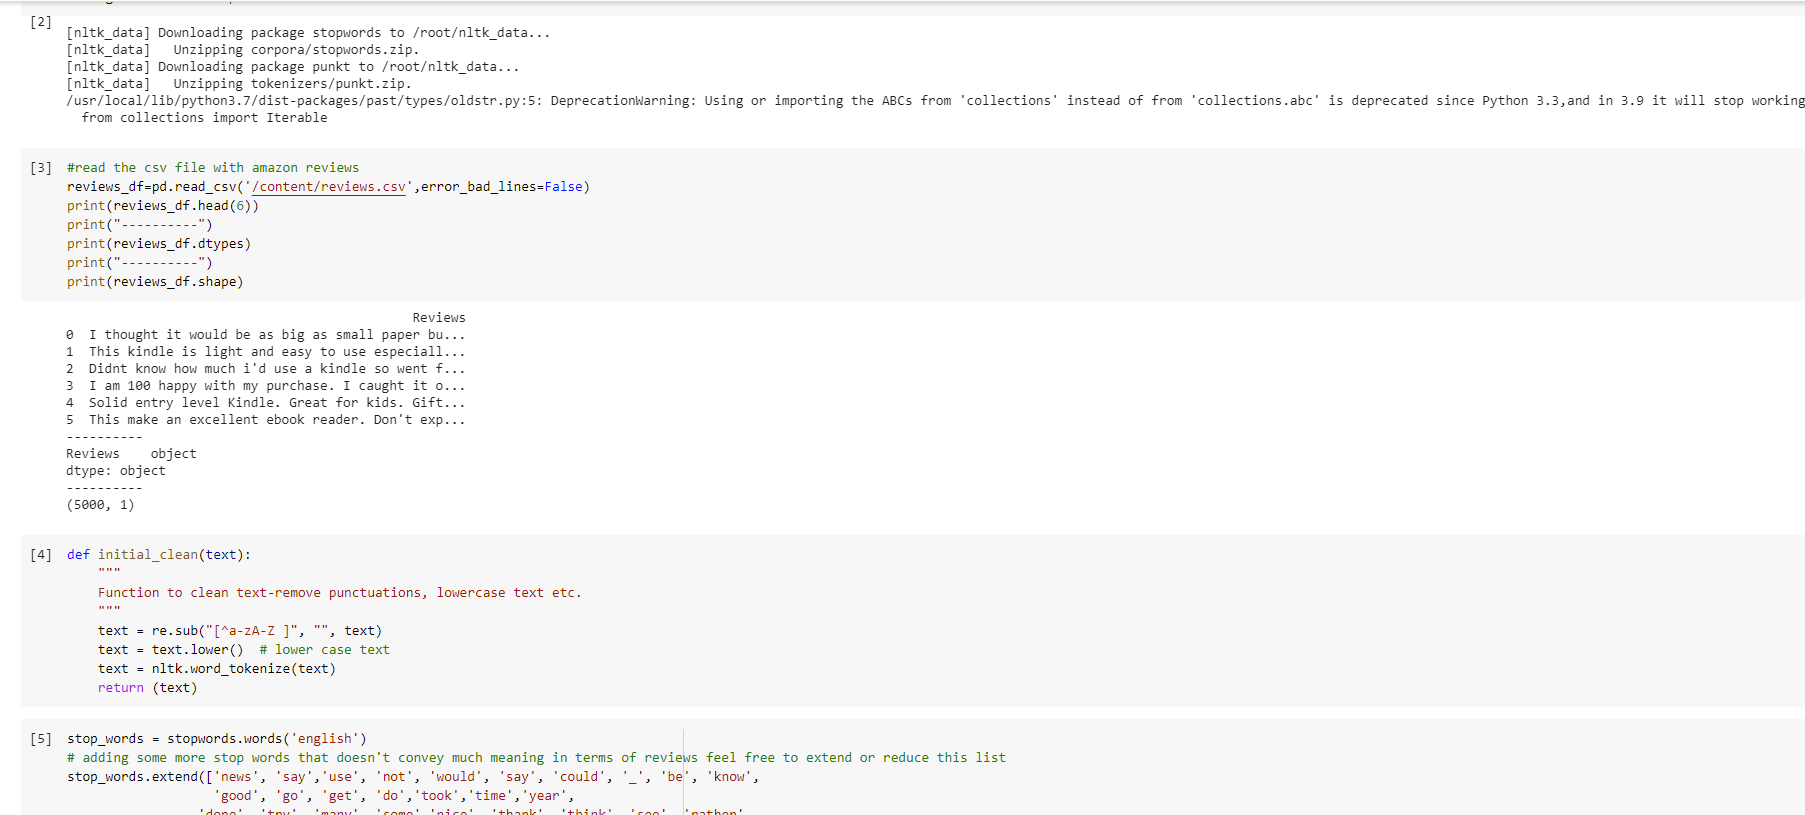 [2]
[nltk_data] Downloading package stopwords to /root/nltk_data...
[nltk_data]   Unzipping corpora/stopwords.zip.
[nltk_data] Downloading package punkt to /root/nltk_data...
[nltk_data]   Unzipping tokenizers/punkt.zip.
/usr/local/lib/python3.7/dist-packages/past/types/oldstr.py:5: DeprecationWarning: Using or importing the ABCs from 'collections' instead of from 'collections.abc' is deprecated since Python 3.3,and in 3.9 it will stop working
  from collections import Iterable
[3] #read the csv file with amazon reviews
reviews_df=pd.read_csv('/content/reviews.csv',error_bad_lines=False)
print(reviews_df.head(6))
print("----------")
print(reviews_df.dtypes)
print("----------")
print(reviews_df.shape)
Reviews
0  I thought it would be as big as small paper bu...
1  This kindle is light and easy to use especiall...
2  Didnt know how much i'd use a kindle so went f...
3  I am 100 happy with my purchase. I caught it o...
4  Solid entry level Kindle. Great for kids. Gift...
5  This make an excellent ebook reader. Don't exp...
----------
Reviews    object
dtype: object
----------
(5000, 1)
[4] def initial_clean(text):
    """
    Function to clean text-remove punctuations, lowercase text etc.
    """
    text = re.sub("[^a-zA-Z ]", "", text)
    text = text.lower()  # lower case text
    text = nltk.word_tokenize(text)
    return (text)
[5] stop_words = stopwords.words('english')
# adding some more stop words that doesn't convey much meaning in terms of reviews feel free to extend or reduce this list
stop_words.extend(['news', 'say','use', 'not', 'would', 'say', 'could', '_', 'be', 'know',
                   'good', 'go', 'get', 'do','took','time','year',
                 'done', 'try', 'many', 'some','nice', 'thank', 'think', 'see', 'rather',